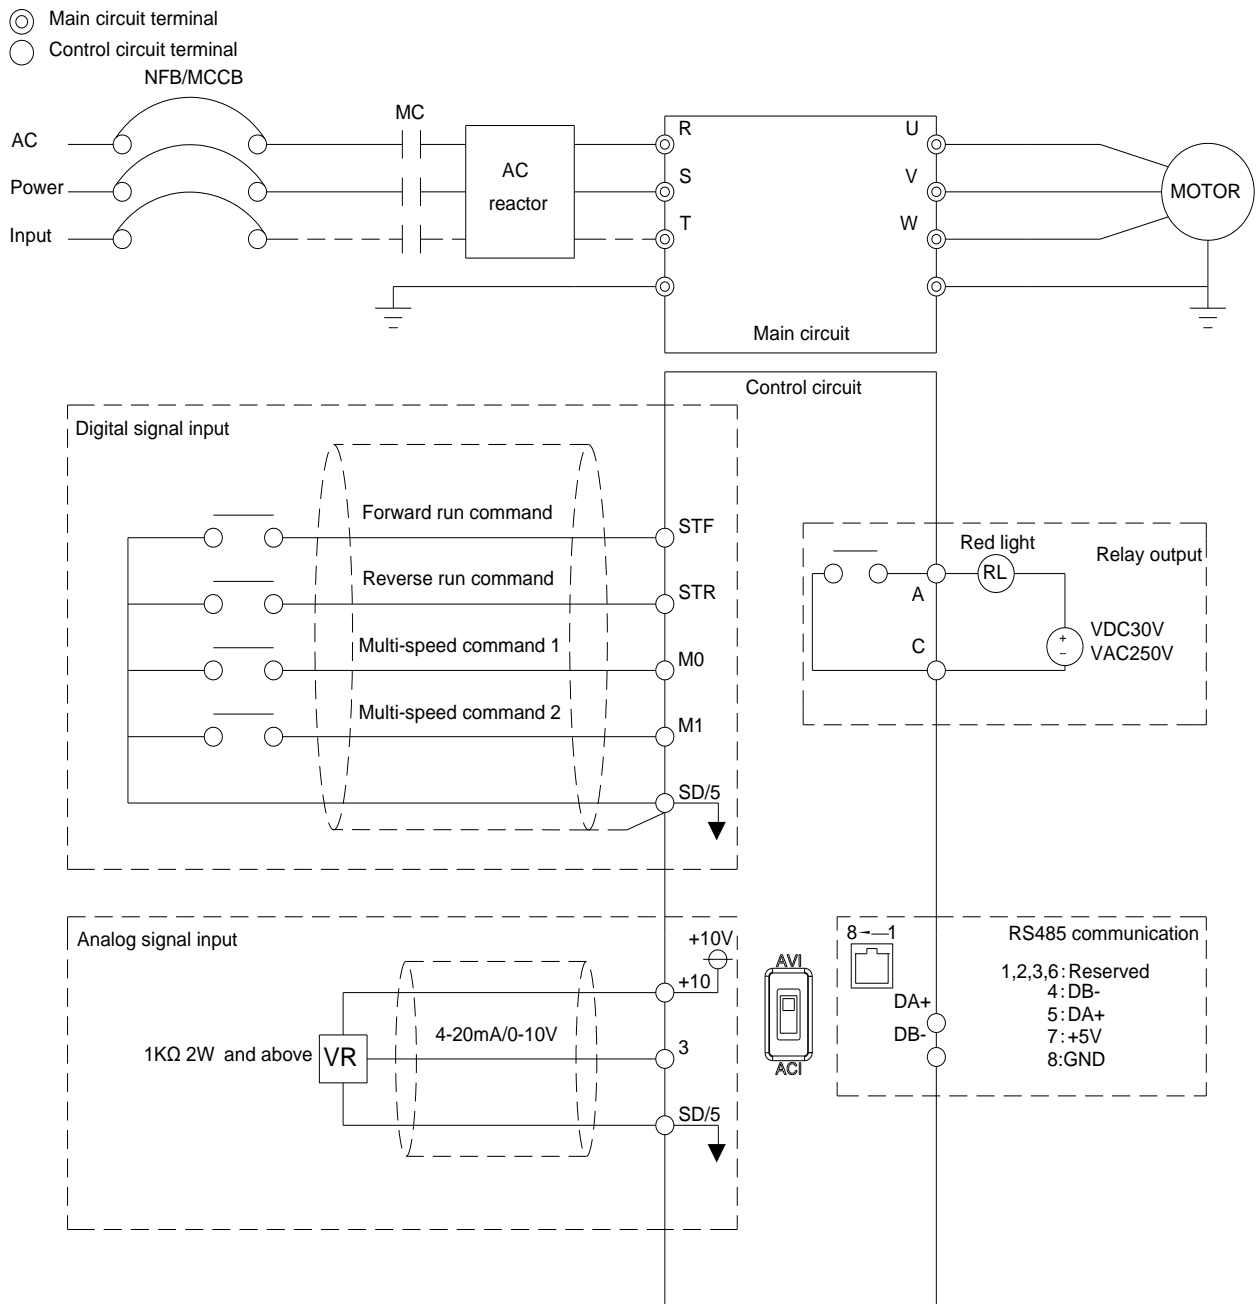 Main circuit terminal
Control circuit terminal
NFB/MCCB
MC
AC
Power
Input
AC
reactor
R
S
T
U
V
W
MOTOR
Main circuit
Control circuit
Digital signal input
Forward run command
STF
Reverse run command
STR
Multi-speed command 1
M0
Multi-speed command 2
M1
SD/5
Red light
Relay output
RL
A
C
+
−
VDC30V
VAC250V
Analog signal input
+10V
+10
4-20mA/0-10V
1KΩ 2W and above
VR
3
SD/5
AVI
ACI
8 1
RS485 communication
DA+
DB-
1,2,3,6:Reserved
4:DB-
5:DA+
7:+5V
8:GND